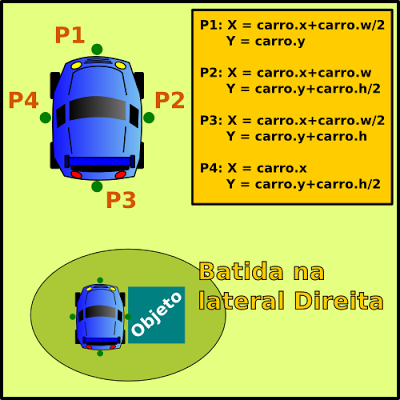 P1
P4
P2
P3
P1: X = carro.x+carro.w/2
Y = carro.y
P2: X = carro.x+carro.w
Y = carro.y+carro.h/2
P3: X = carro.x+carro.w/2
Y = carro.y+carro.h
P4: X = carro.x
Y = carro.y+carro.h/2
Batida na
lateral Direita
Objeto